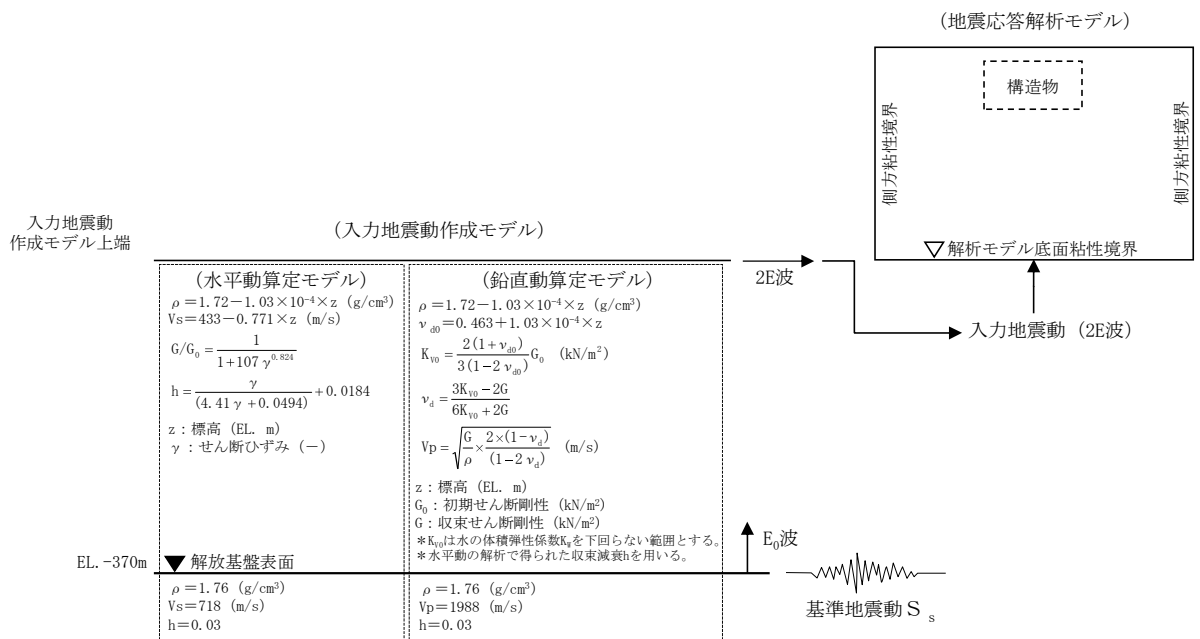 (地震応答解析モデル)
構造物
側方粘性境界
側方粘性境界
▽解析モデル底面粘性境界
入力地震動
作成モデル上端
(入力地震動作成モデル)
2E波
入力地震動（2E波）
(水平動算定モデル)
ρ=1.72−1.03×10⁻⁴×z (g/cm³)
Vs=433−0.771×z (m/s)
G/G₀ = 1/(1+107γ^0.824)
h = γ/(4.41γ+0.0494) +0.0184
z：標高（EL. m）
γ：せん断ひずみ（−）
(鉛直動算定モデル)
ρ=1.72−1.03×10⁻⁴×z (g/cm³)
ν_d0=0.463+1.03×10⁻⁴×z
K_V0 = 2(1+ν_d0)/3(1−2ν_d0) G₀ (kN/m²)
ν_d = (3K_V0−2G)/(6K_V0+2G)
Vp = √(G/ρ × 2×(1−ν_d)/(1−2ν_d)) (m/s)
z：標高（EL. m）
G₀：初期せん断剛性（kN/m²）
G：収束せん断剛性（kN/m²）
＊K_V0は水の体積弾性係数K_Wを下回らない範囲とする。
＊水平動の解析で得られた収束減衰hを用いる。
EL.-370m
▼ 解放基盤表面
E₀波
ρ=1.76 (g/cm³)
Vs=718 (m/s)
h=0.03
ρ=1.76 (g/cm³)
Vp=1988 (m/s)
h=0.03
基準地震動Ｓs